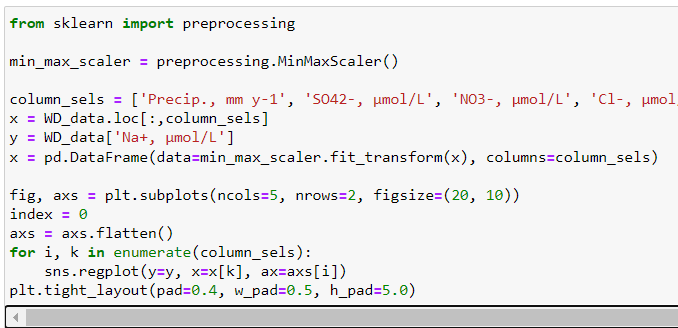 from sklearn import preprocessing
min_max_scaler = preprocessing.MinMaxScaler()
column_sels = ['Precip., mm y-1', 'SO42-, μmol/L', 'NO3-, μmol/L', 'Cl-, μmol
x = WD_data.loc[:,column_sels]
y = WD_data['Na+, μmol/L']
x = pd.DataFrame(data=min_max_scaler.fit_transform(x), columns=column_sels)
fig, axs = plt.subplots(ncols=5, nrows=2, figsize=(20, 10))
index = 0
axs = axs.flatten()
for i, k in enumerate(column_sels):
    sns.regplot(y=y, x=x[k], ax=axs[i])
plt.tight_layout(pad=0.4, w_pad=0.5, h_pad=5.0)